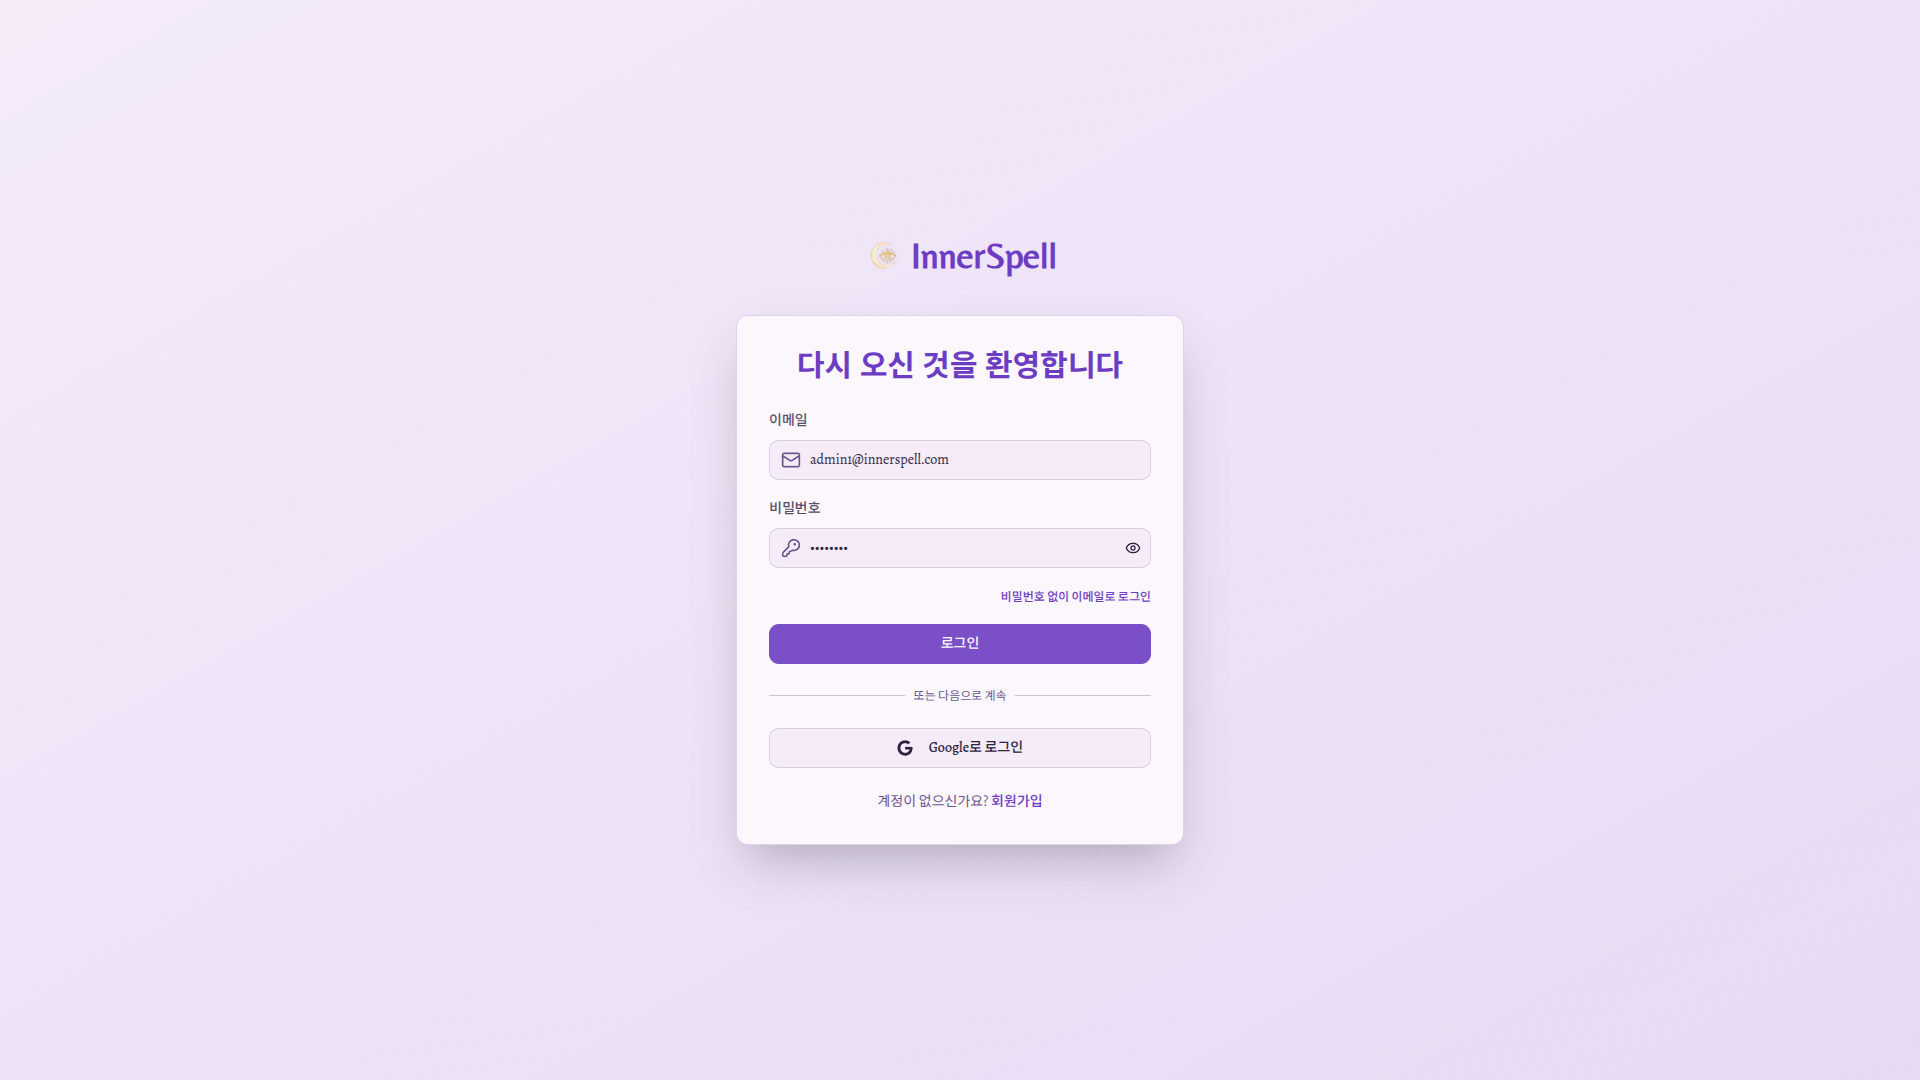 InnerSpell
다시 오신 것을 환영합니다
이메일
admin1@innerspell.com
비밀번호
••••••••
비밀번호 없이 이메일로 로그인
로그인
또는 다음으로 계속
Google로 로그인
계정이 없으신가요? 회원가입